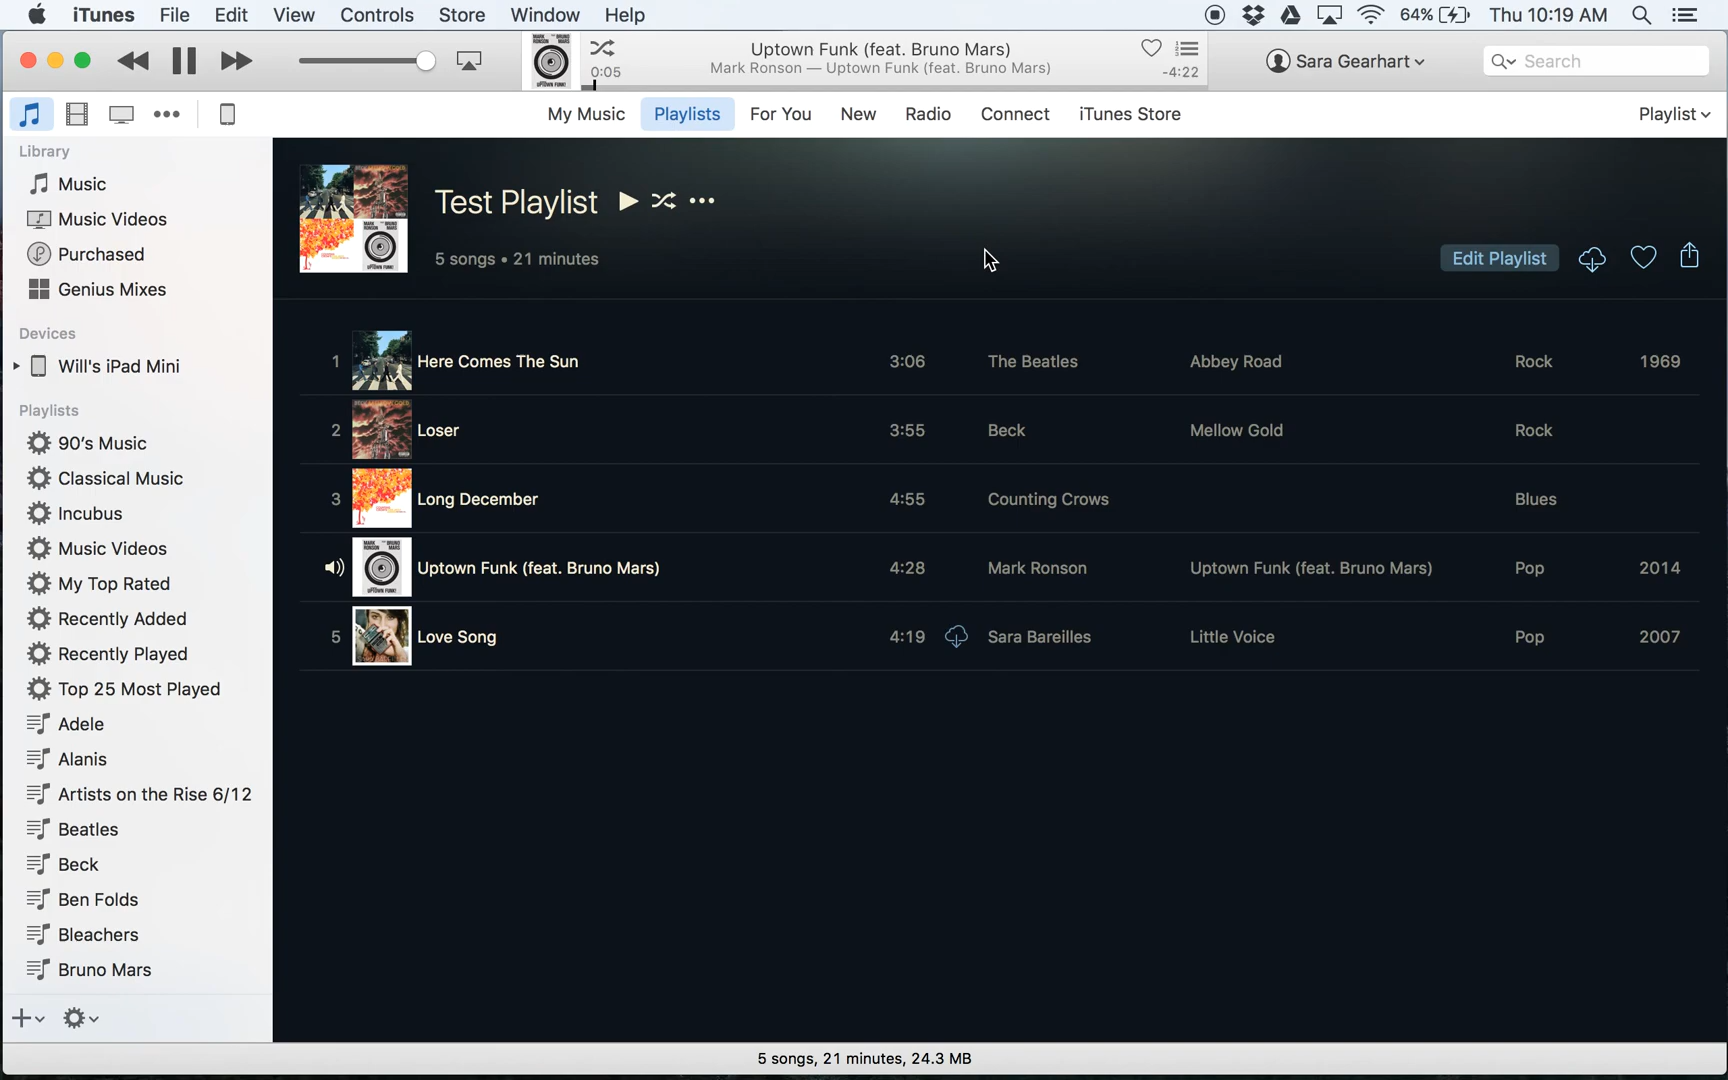 iTunes File Edit View Controls Store Window Help 64% Thu 10:19 AM
Uptown Funk (feat. Bruno Mars)
Mark Ronson — Uptown Funk (feat. Bruno Mars)
0:05 -4:22
Sara Gearhart
Search
My Music Playlists For You New Radio Connect iTunes Store Playlist
Library
Music
Music Videos
Purchased
Genius Mixes
Devices
Will's iPad Mini
Playlists
90's Music
Classical Music
Incubus
Music Videos
My Top Rated
Recently Added
Recently Played
Top 25 Most Played
Adele
Alanis
Artists on the Rise 6/12
Beatles
Beck
Ben Folds
Bleachers
Bruno Mars
Test Playlist
5 songs • 21 minutes
Edit Playlist
1 Here Comes The Sun 3:06 The Beatles Abbey Road Rock 1969
2 Loser 3:55 Beck Mellow Gold Rock
3 Long December 4:55 Counting Crows Blues
Uptown Funk (feat. Bruno Mars) 4:28 Mark Ronson Uptown Funk (feat. Bruno Mars) Pop 2014
5 Love Song 4:19 Sara Bareilles Little Voice Pop 2007
5 songs, 21 minutes, 24.3 MB